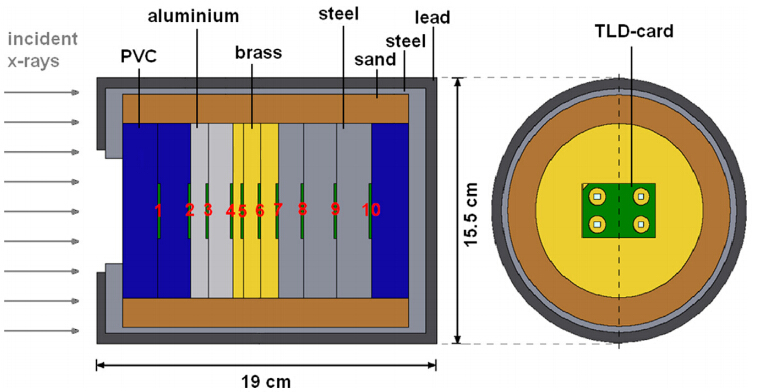 incident
x-rays
PVC
aluminium
brass
steel
sand
steel
lead
TLD-card
1 2 3 4 5 6 7 8 9 10
15.5 cm
19 cm